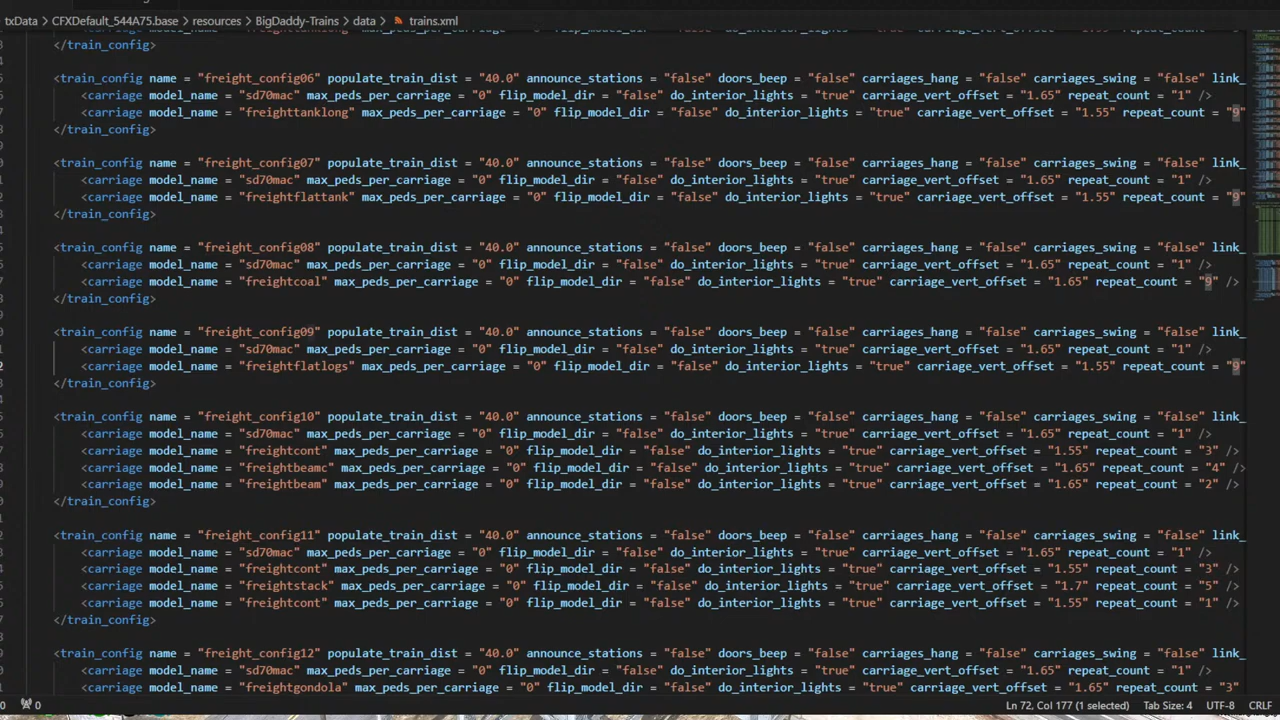 txData > CFXDefault_544A75.base > resources > BigDaddy-Trains > data > trains.xml
</train_config>
<train_config name = "freight_config06" populate_train_dist = "40.0" announce_stations = "false" doors_beep = "false" carriages_hang = "false" carriages_swing = "false" link_
<carriage model_name = "sd70mac" max_peds_per_carriage = "0" flip_model_dir = "false" do_interior_lights = "true" carriage_vert_offset = "1.65" repeat_count = "1" />
<carriage model_name = "freighttanklong" max_peds_per_carriage = "0" flip_model_dir = "false" do_interior_lights = "true" carriage_vert_offset = "1.55" repeat_count = "9"
</train_config>
<train_config name = "freight_config07" populate_train_dist = "40.0" announce_stations = "false" doors_beep = "false" carriages_hang = "false" carriages_swing = "false" link_
<carriage model_name = "sd70mac" max_peds_per_carriage = "0" flip_model_dir = "false" do_interior_lights = "true" carriage_vert_offset = "1.65" repeat_count = "1" />
<carriage model_name = "freightflattank" max_peds_per_carriage = "0" flip_model_dir = "false" do_interior_lights = "true" carriage_vert_offset = "1.55" repeat_count = "9"
</train_config>
<train_config name = "freight_config08" populate_train_dist = "40.0" announce_stations = "false" doors_beep = "false" carriages_hang = "false" carriages_swing = "false" link_
<carriage model_name = "sd70mac" max_peds_per_carriage = "0" flip_model_dir = "false" do_interior_lights = "true" carriage_vert_offset = "1.65" repeat_count = "1" />
<carriage model_name = "freightcoal" max_peds_per_carriage = "0" flip_model_dir = "false" do_interior_lights = "true" carriage_vert_offset = "1.65" repeat_count = "9" />
</train_config>
<train_config name = "freight_config09" populate_train_dist = "40.0" announce_stations = "false" doors_beep = "false" carriages_hang = "false" carriages_swing = "false" link_
<carriage model_name = "sd70mac" max_peds_per_carriage = "0" flip_model_dir = "false" do_interior_lights = "true" carriage_vert_offset = "1.65" repeat_count = "1" />
<carriage model_name = "freightflatlogs" max_peds_per_carriage = "0" flip_model_dir = "false" do_interior_lights = "true" carriage_vert_offset = "1.55" repeat_count = "9"
</train_config>
<train_config name = "freight_config10" populate_train_dist = "40.0" announce_stations = "false" doors_beep = "false" carriages_hang = "false" carriages_swing = "false" link_
<carriage model_name = "sd70mac" max_peds_per_carriage = "0" flip_model_dir = "false" do_interior_lights = "true" carriage_vert_offset = "1.65" repeat_count = "1" />
<carriage model_name = "freightcont" max_peds_per_carriage = "0" flip_model_dir = "false" do_interior_lights = "true" carriage_vert_offset = "1.55" repeat_count = "3" />
<carriage model_name = "freightbeamc" max_peds_per_carriage = "0" flip_model_dir = "false" do_interior_lights = "true" carriage_vert_offset = "1.65" repeat_count = "4" />
<carriage model_name = "freightbeam" max_peds_per_carriage = "0" flip_model_dir = "false" do_interior_lights = "true" carriage_vert_offset = "1.65" repeat_count = "2" />
</train_config>
<train_config name = "freight_config11" populate_train_dist = "40.0" announce_stations = "false" doors_beep = "false" carriages_hang = "false" carriages_swing = "false" link_
<carriage model_name = "sd70mac" max_peds_per_carriage = "0" flip_model_dir = "false" do_interior_lights = "true" carriage_vert_offset = "1.65" repeat_count = "1" />
<carriage model_name = "freightcont" max_peds_per_carriage = "0" flip_model_dir = "false" do_interior_lights = "true" carriage_vert_offset = "1.55" repeat_count = "3" />
<carriage model_name = "freightstack" max_peds_per_carriage = "0" flip_model_dir = "false" do_interior_lights = "true" carriage_vert_offset = "1.7" repeat_count = "5" />
<carriage model_name = "freightcont" max_peds_per_carriage = "0" flip_model_dir = "false" do_interior_lights = "true" carriage_vert_offset = "1.55" repeat_count = "1" />
</train_config>
<train_config name = "freight_config12" populate_train_dist = "40.0" announce_stations = "false" doors_beep = "false" carriages_hang = "false" carriages_swing = "false" link_
<carriage model_name = "sd70mac" max_peds_per_carriage = "0" flip_model_dir = "false" do_interior_lights = "true" carriage_vert_offset = "1.65" repeat_count = "1" />
<carriage model_name = "freightgondola" max_peds_per_carriage = "0" flip_model_dir = "false" do_interior_lights = "true" carriage_vert_offset = "1.65" repeat_count = "3"
0 0 Ln 72, Col 177 (1 selected) Tab Size: 4 UTF-8 CRLF